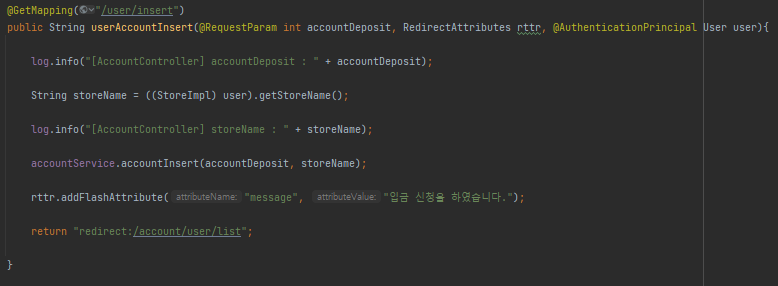 @GetMapping("/user/insert")
public String userAccountInsert(@RequestParam int accountDeposit, RedirectAttributes rttr, @AuthenticationPrincipal User user){
log.info("[AccountController] accountDeposit : " + accountDeposit);
String storeName = ((StoreImpl) user).getStoreName();
log.info("[AccountController] storeName : " + storeName);
accountService.accountInsert(accountDeposit, storeName);
rttr.addFlashAttribute( attributeName: "message", attributeValue: "입금 신청을 하였습니다.");
return "redirect:/account/user/list";
}